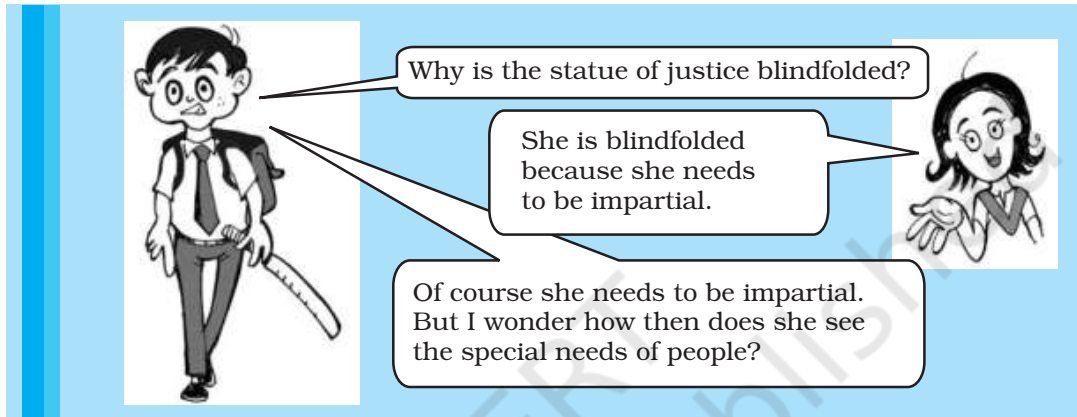 Why is the statue of justice blindfolded?
She is blindfolded
because she needs
to be impartial.
Of course she needs to be impartial.
But I wonder how then does she see
the special needs of people?